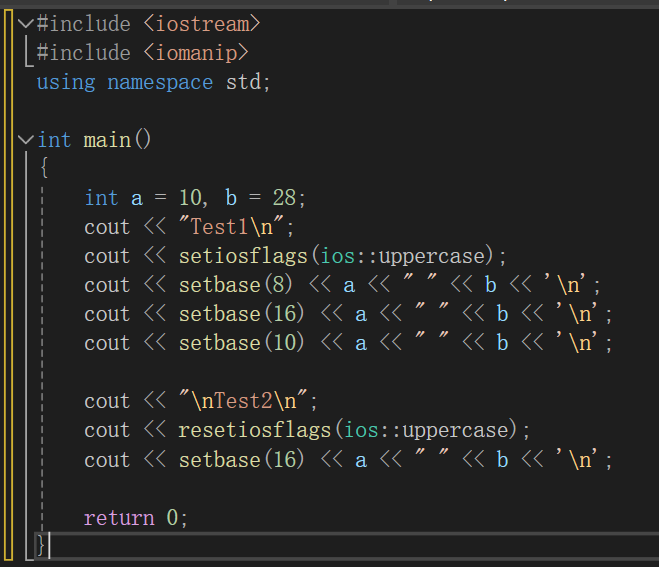 #include <iostream>
#include <iomanip>
using namespace std;
int main()
{
int a = 10, b = 28;
cout << "Test1\n";
cout << setiosflags(ios::uppercase);
cout << setbase(8) << a << " " << b << '\n';
cout << setbase(16) << a << " " << b << '\n';
cout << setbase(10) << a << " " << b << '\n';
cout << "\nTest2\n";
cout << resetiosflags(ios::uppercase);
cout << setbase(16) << a << " " << b << '\n';
return 0;
}